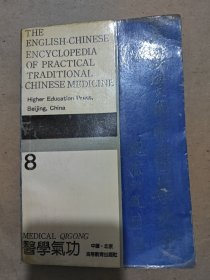 THE
ENGLISH-CHINESE
ENCYCLOPEDIA
OF PRACTICAL
TRADITIONAL
CHINESE MEDICINE
Higher Education Press,
Beijing, China
8
MEDICAL QIGONG
醫學氣功
中國·北京
高等教育出版社